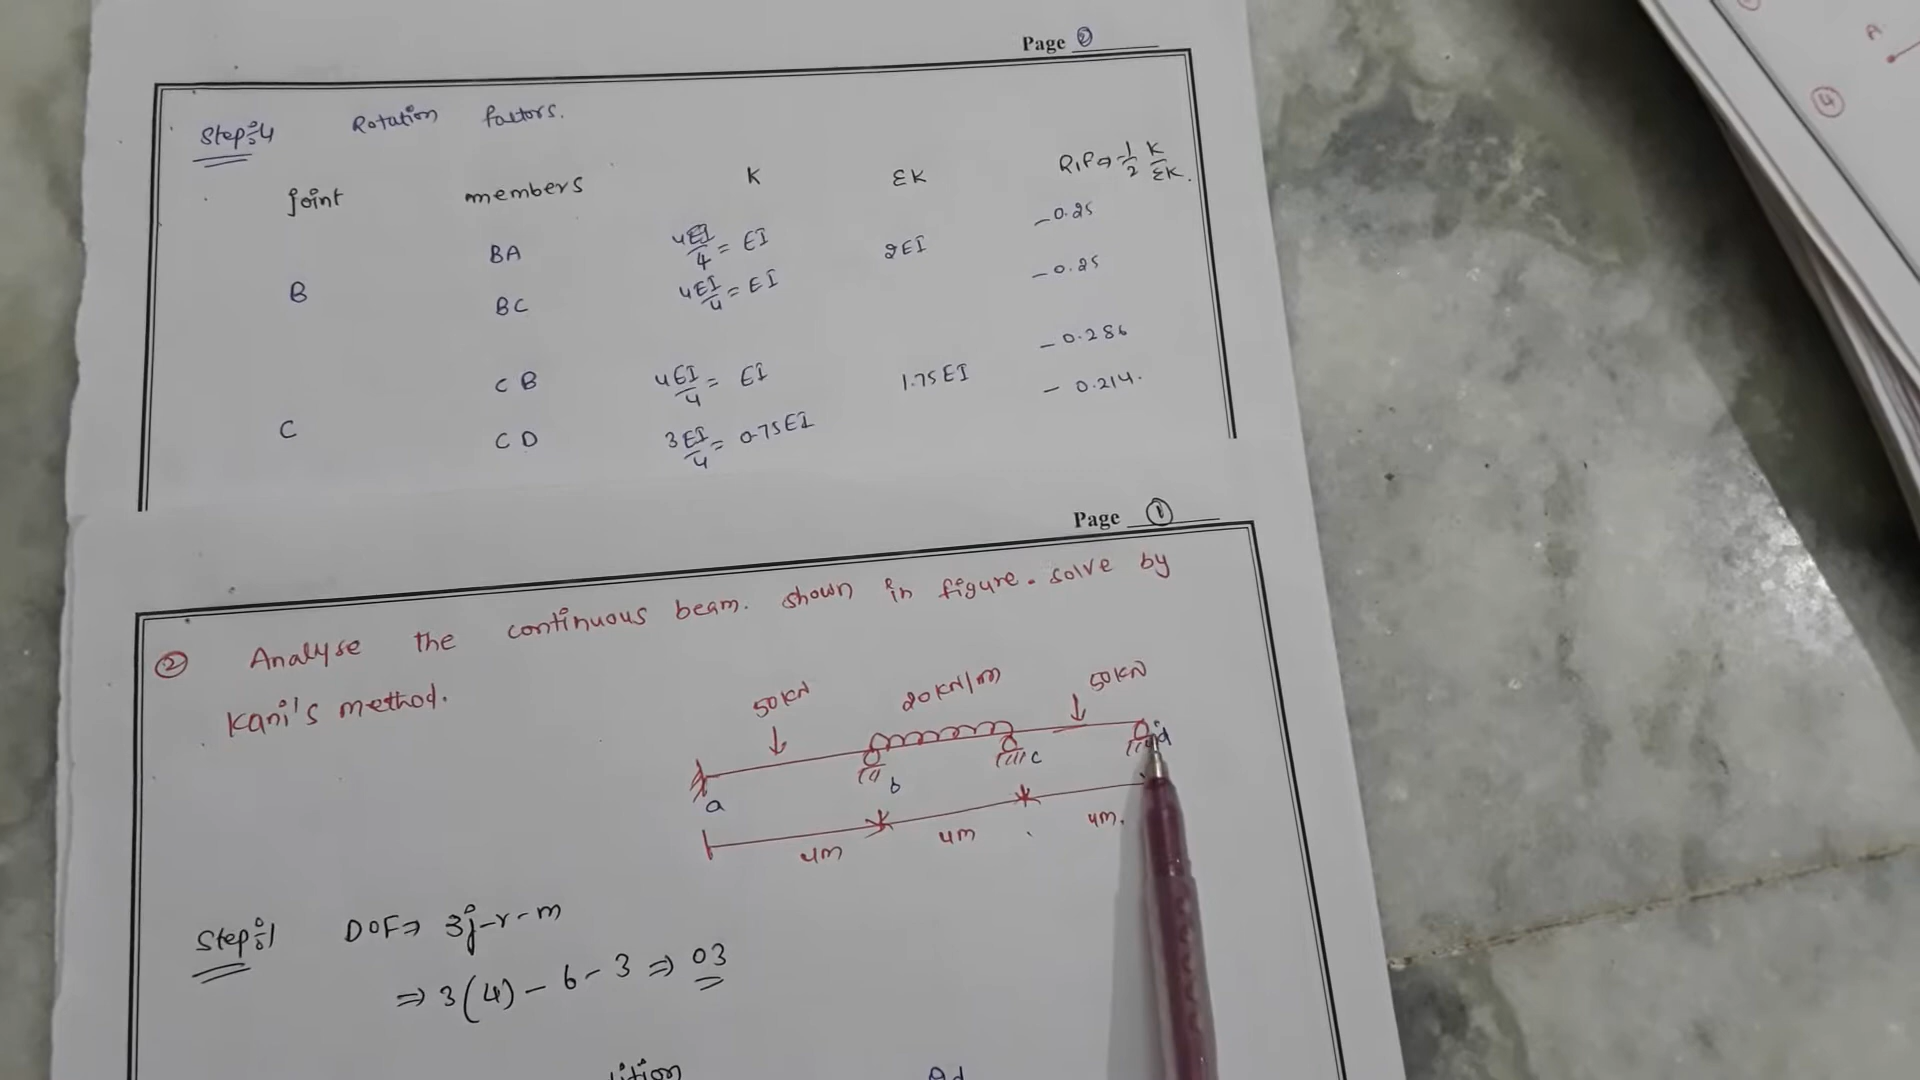 Page 2
Step:4 Rotation factors.
Joint members K ΣK R.F ⇒ -1/2 K/ΣK.
B BA 4EI/4 = EI 2EI -0.25
BC 4EI/4 = EI -0.25
C CB 4EI/4 = EI 1.75EI -0.286
CD 3EI/4 = 0.75EI -0.214.
Page 1
2 Analyse the continuous beam. shown in figure. solve by
Kani's method.
50KN 20KN/m 50KN
a b c d
4m 4m 4m.
Step:1 DOF ⇒ 3j-r-m
⇒ 3(4) - 6 - 3 ⇒ 03